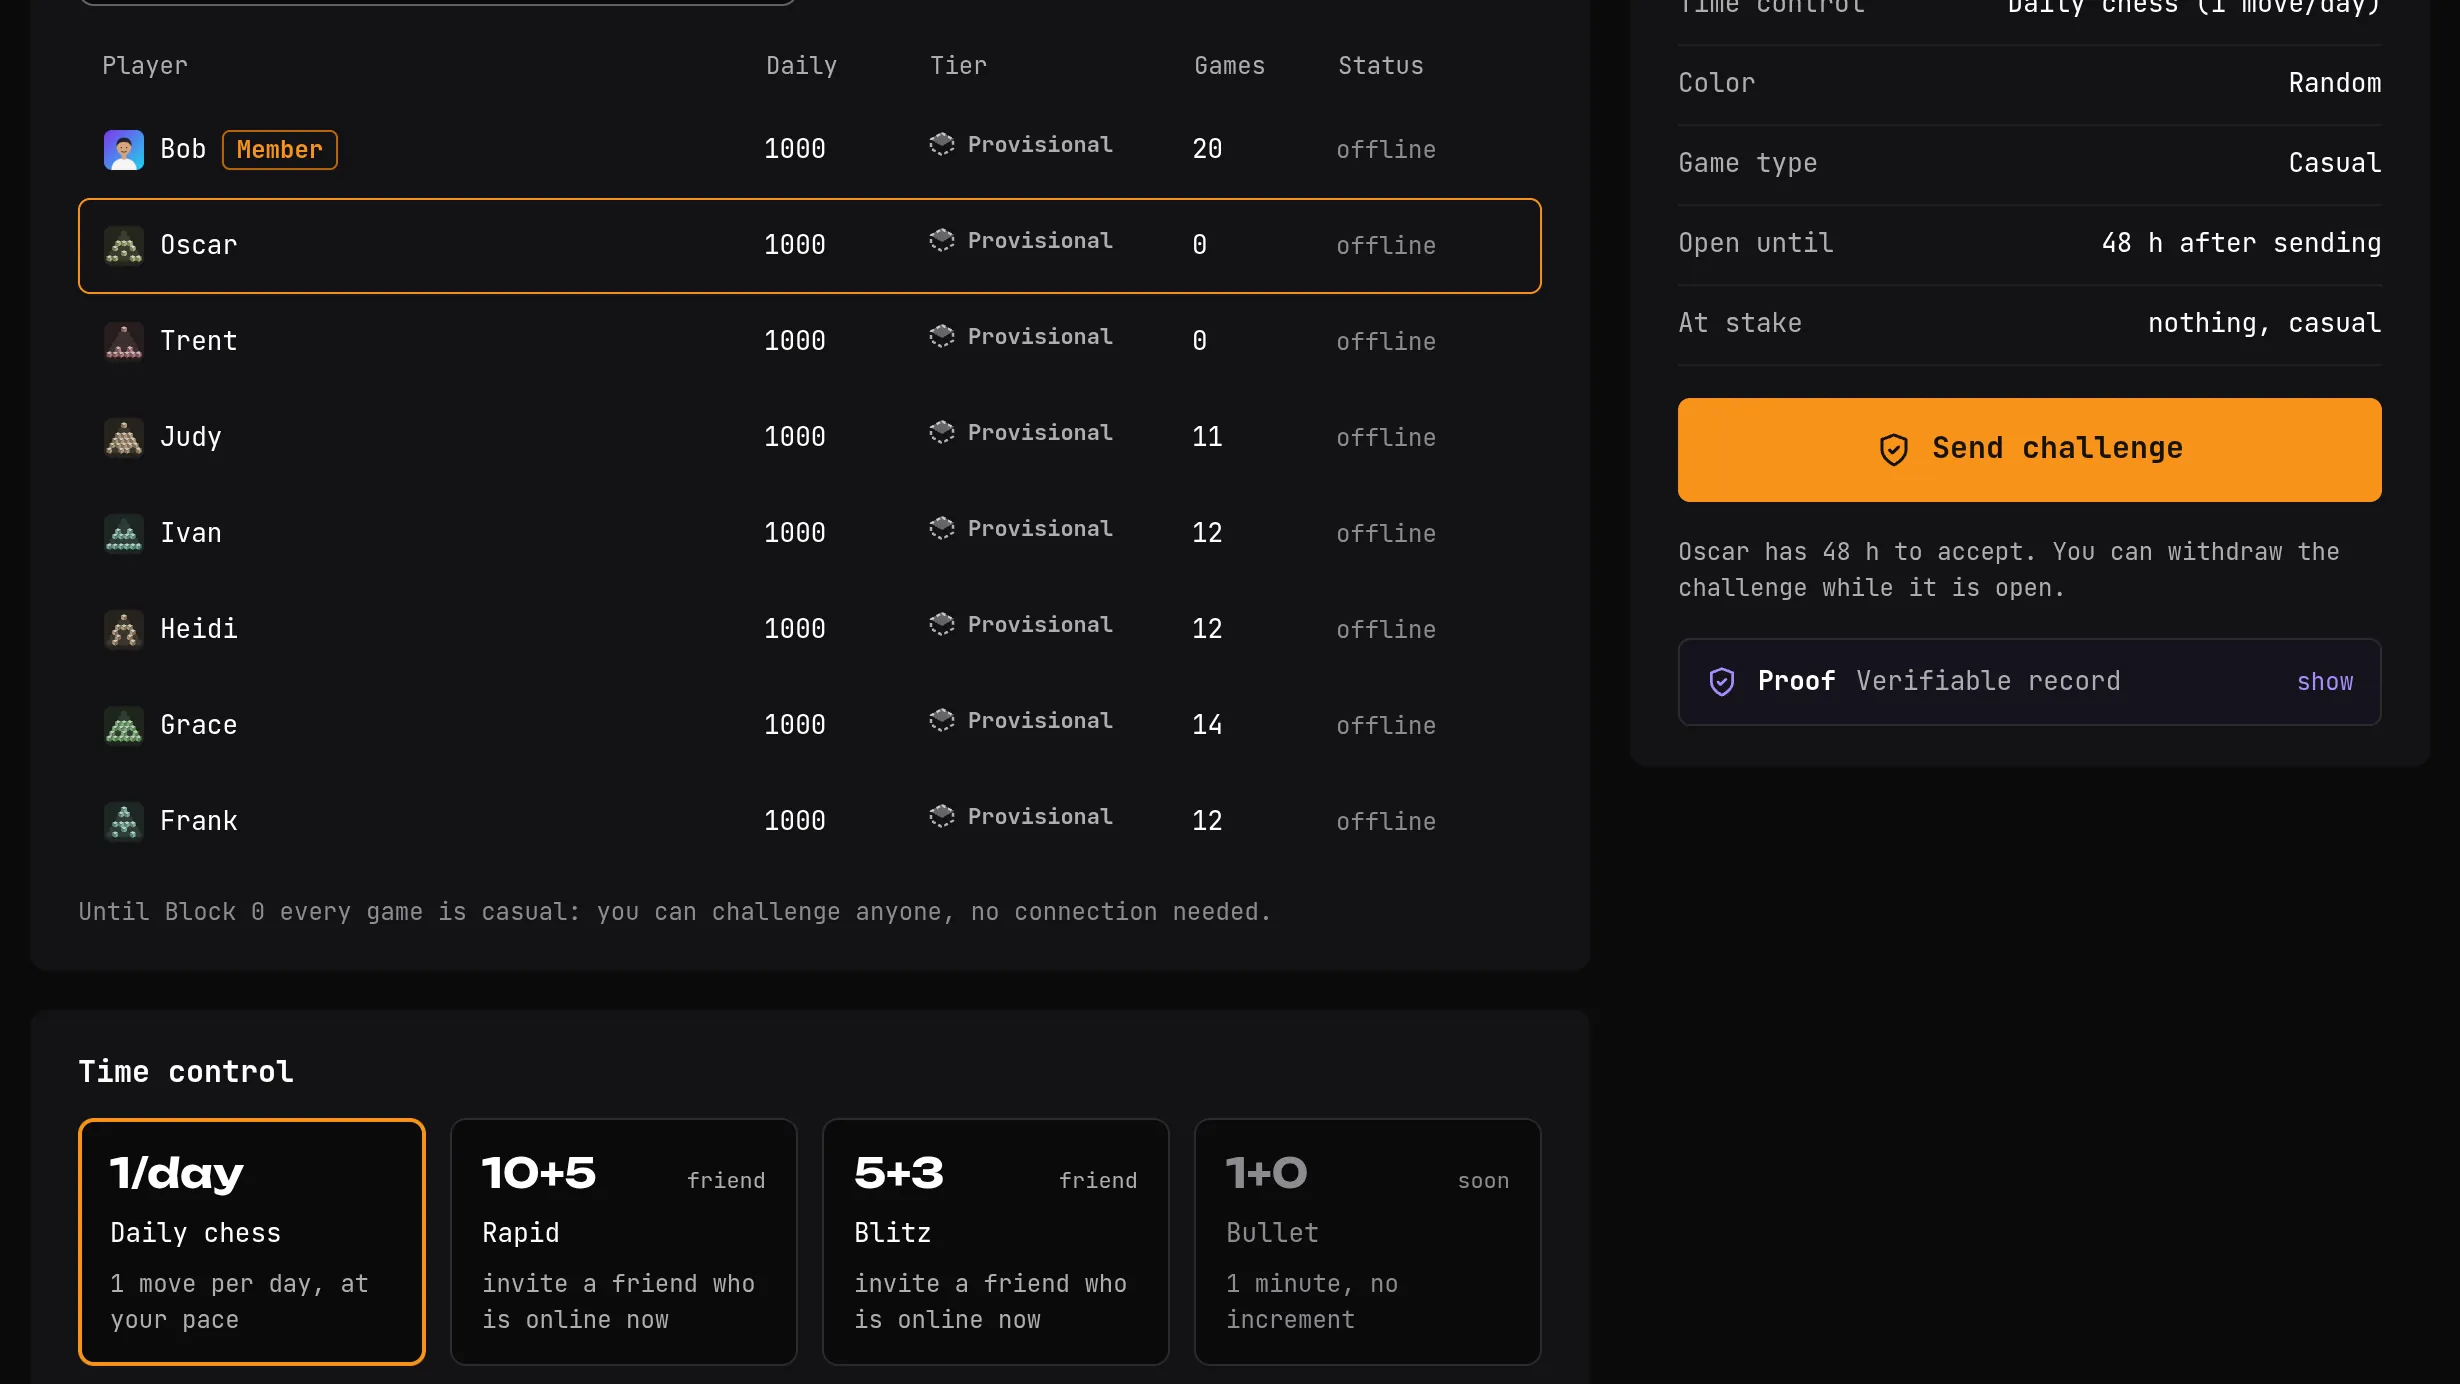 Player Daily Tier Games Status
Bob Member 1000 Provisional 20 offline
Oscar 1000 Provisional 0 offline
Trent 1000 Provisional 0 offline
Judy 1000 Provisional 11 offline
Ivan 1000 Provisional 12 offline
Heidi 1000 Provisional 12 offline
Grace 1000 Provisional 14 offline
Frank 1000 Provisional 12 offline
Until Block 0 every game is casual: you can challenge anyone, no connection needed.
Time control
1/day
Daily chess
1 move per day, at
your pace
10+5 friend
Rapid
invite a friend who
is online now
5+3 friend
Blitz
invite a friend who
is online now
1+0 soon
Bullet
1 minute, no
increment
Time control Daily chess (1 move/day)
Color Random
Game type Casual
Open until 48 h after sending
At stake nothing, casual
Send challenge
Oscar has 48 h to accept. You can withdraw the
challenge while it is open.
Proof Verifiable record show